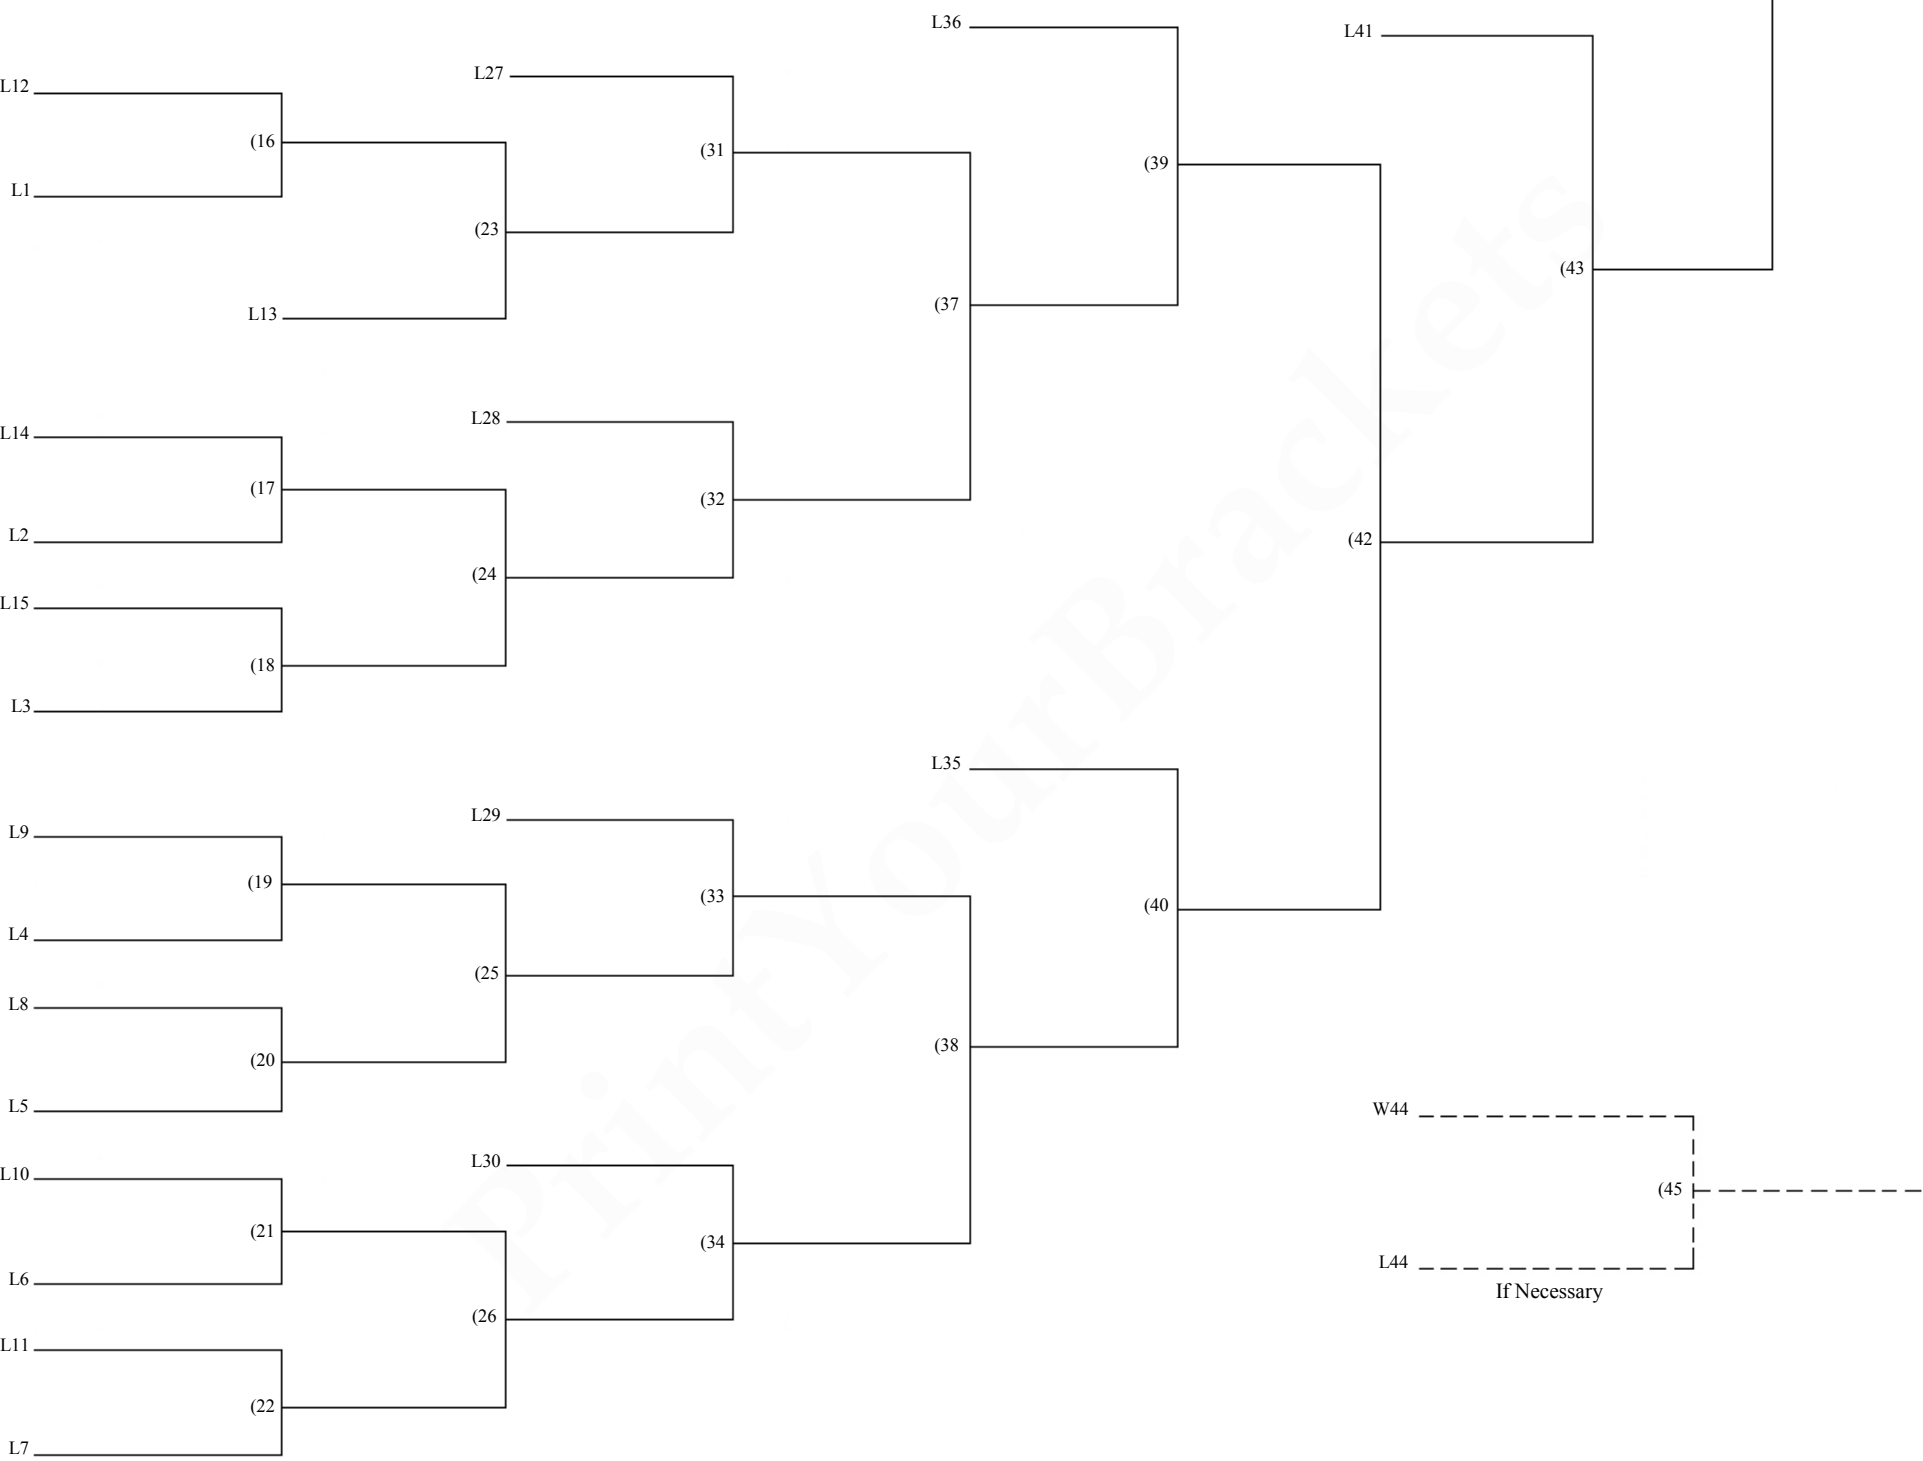 L36
L41
L27
L12
(16
(31
(39
L1
(23
(43
(37
L13
L28
L14
(17
(32
L2
(42
(24
L15
(18
L3
L35
L29
L9
(19
(33
(40
L4
(25
L8
(38
(20
L5
W44
L30
L10
(45
(21
(34
L44
L6
If Necessary
(26
L11
(22
L7
PrintYourBrackets